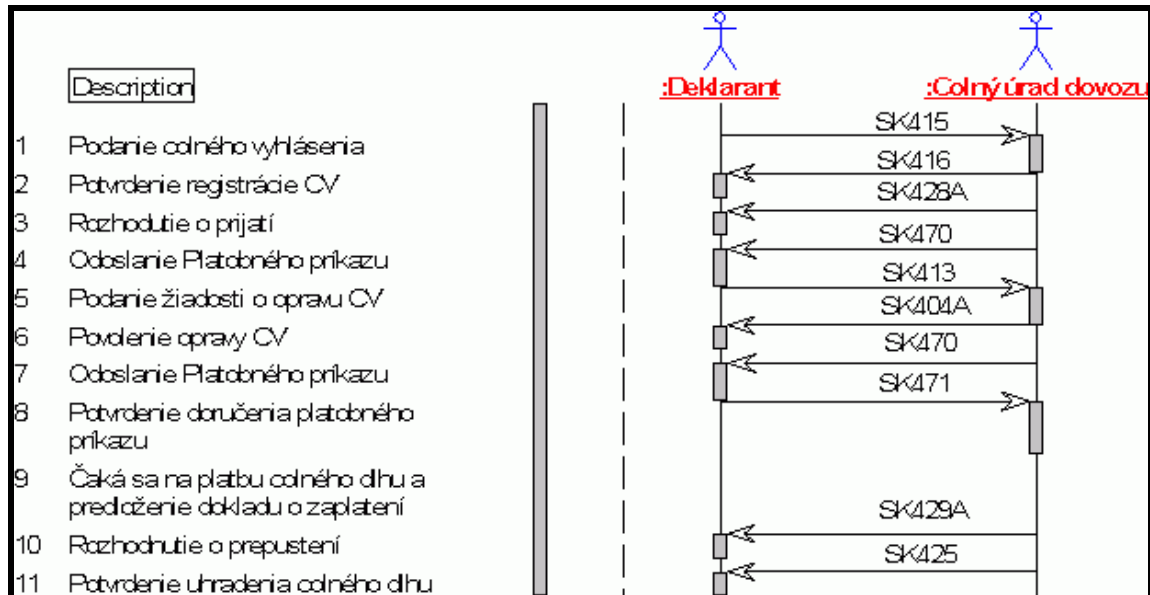 Description
:Deklarant
:Colný úrad dovozu
SK415
1 Podanie colného vyhlásenia
SK416
2 Potvrdenie registrácie CV
SK428A
3 Rozhodutie o prijatí
SK470
4 Odoslanie Platobného príkazu
SK413
5 Podanie žiadosti o opravu CV
SK404A
6 Povolenie opravy CV
SK470
7 Odoslanie Platobného príkazu
SK471
8 Potvrdenie doručenia platobného
príkazu
9 Čaká sa na platbu colného dlhu a
predloženie dokladu o zaplatení
SK429A
10 Rozhodnutie o prepustení
SK425
11 Potvrdenie uhradenia colného dlhu